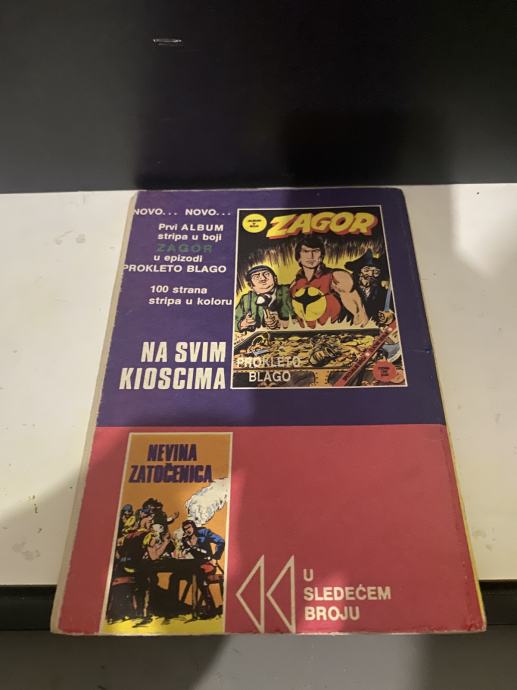 NOVO... NOVO...
Prvi ALBUM
stripa u boji
ZAGOR
u epizodi
PROKLETO BLAGO
100 strana
stripa u koloru
NA SVIM
KIOSCIMA
ZAGOR
PROKLETO
BLAGO
NEVINA
ZATOČENICA
U
SLEDEĆEM
BROJU